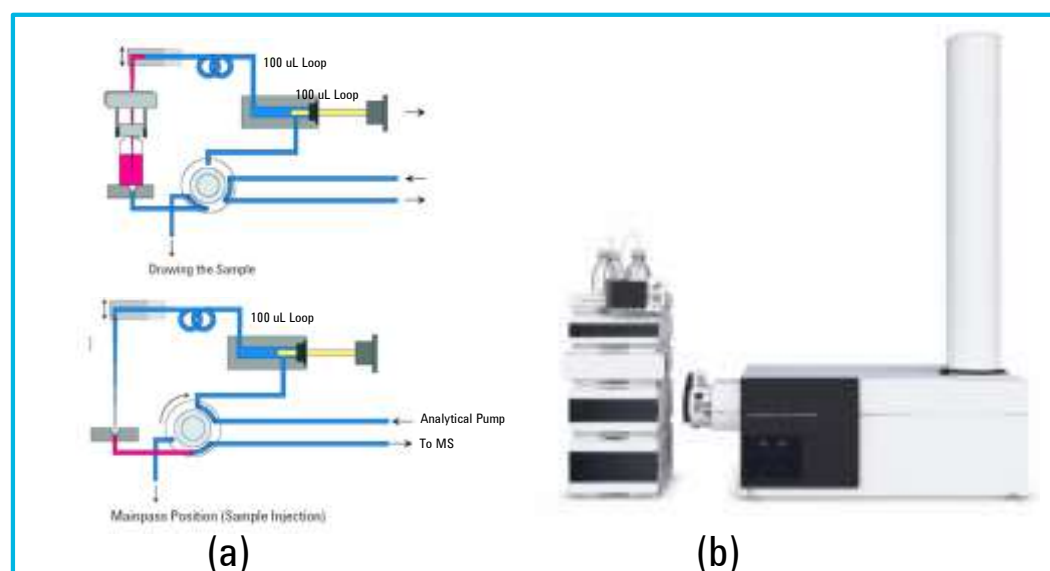 100 uL Loop
100 uL Loop
Drawing the Sample
100 uL Loop
Analytical Pump
To MS
Mainpass Position (Sample Injection)
(a)
(b)